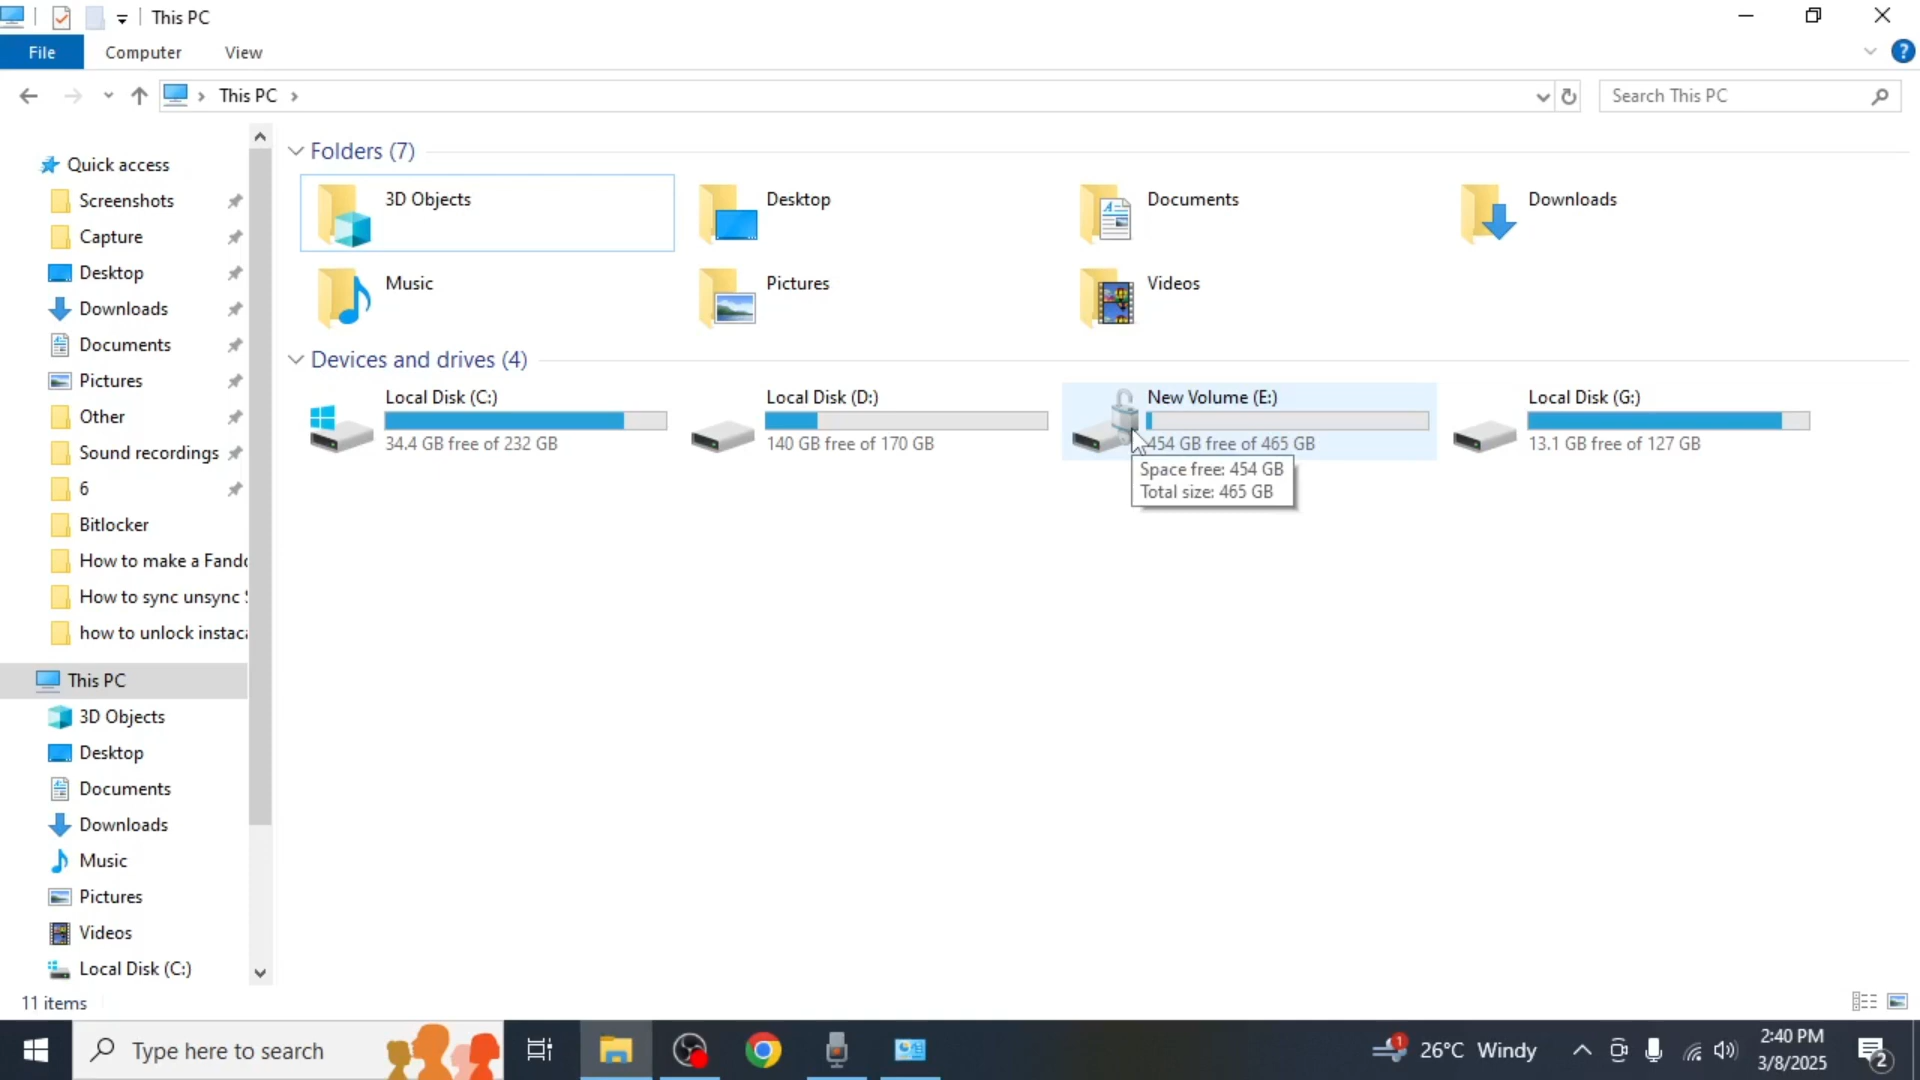 This PC
File Computer View
This PC
Search This PC
Quick access
Screenshots
Capture
Desktop
Downloads
Documents
Pictures
Other
Sound recordings
6
Bitlocker
How to make a Fando
How to sync unsync S
how to unlock instaca
This PC
3D Objects
Desktop
Documents
Downloads
Music
Pictures
Videos
Local Disk (C:)
Folders (7)
3D Objects
Desktop
Documents
Downloads
Music
Pictures
Videos
Devices and drives (4)
Local Disk (C:)
34.4 GB free of 232 GB
Local Disk (D:)
140 GB free of 170 GB
New Volume (E:)
454 GB free of 465 GB
Space free: 454 GB
Total size: 465 GB
Local Disk (G:)
13.1 GB free of 127 GB
11 items
Type here to search
1
26°C Windy
2:40 PM
3/8/2025
2